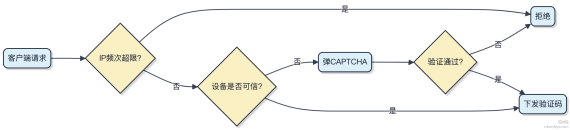 客户端请求
IP频次超限?
是
否
设备是否可信?
否
是
弹CAPTCHA
验证通过?
否
是
拒绝
下发验证码